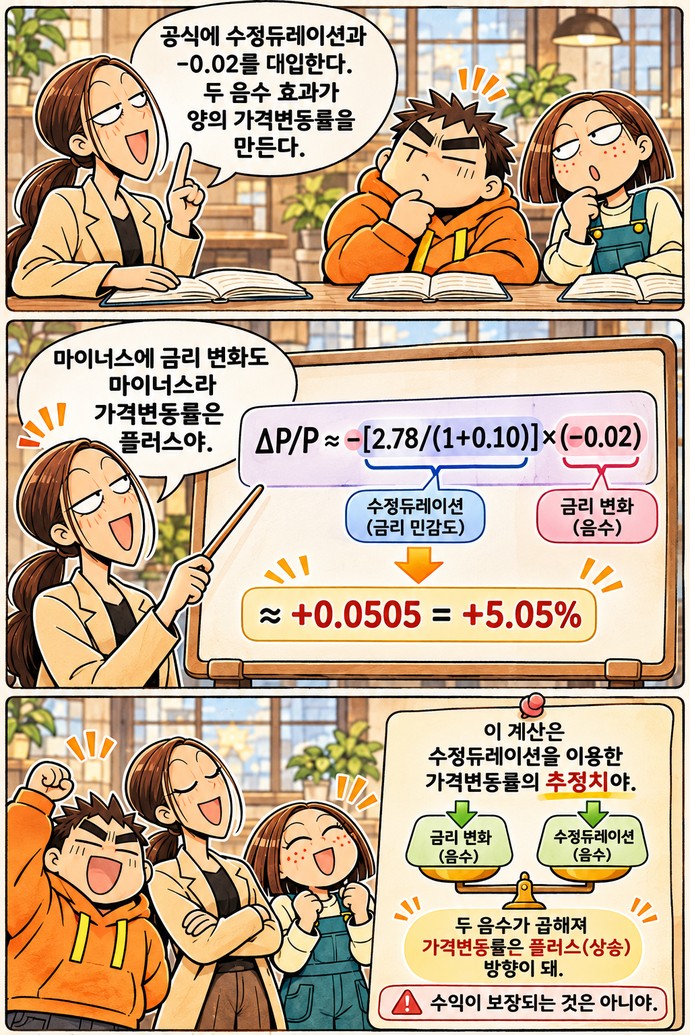 공식에 수정듀레이션과
-0.02를 대입한다.
두 음수 효과가
양의 가격변동률을
만든다.
마이너스에 금리 변화도
마이너스라
가격변동률은
플러스야.
ΔP/P ≈ -[2.78/(1+0.10)]×(-0.02)
수정듀레이션
(금리 민감도)
금리 변화
(음수)
≈ +0.0505 = +5.05%
이 계산은
수정듀레이션을 이용한
가격변동률의 추정치야.
금리 변화
(음수)
수정듀레이션
(음수)
두 음수가 곱해져
가격변동률은 플러스(상송)
방향이 돼.
수익이 보장되는 것은 아니야.